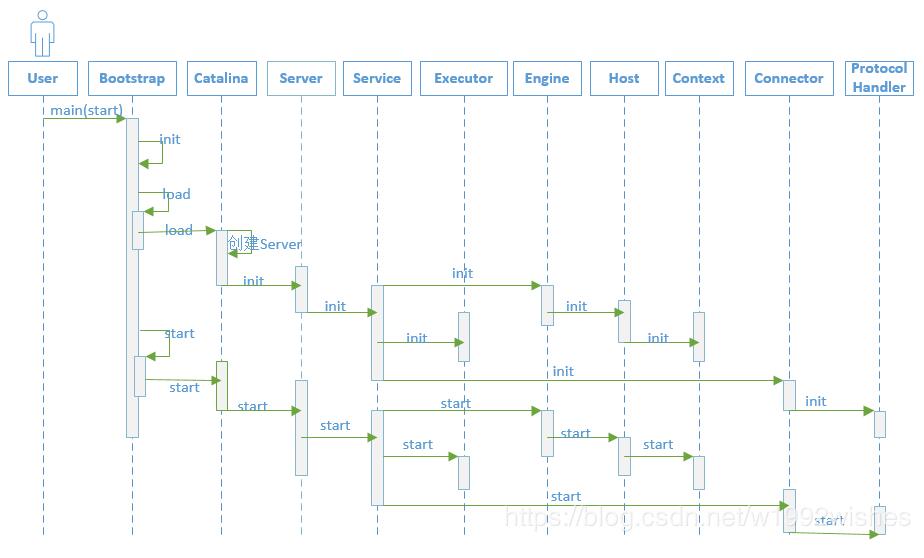 User
Bootstrap
Catalina
Server
Service
Executor
Engine
Host
Context
Connector
Protocol
Handler
main(start)
init
load
load
创建Server
init
init
init
init
init
init
init
init
start
start
start
start
start
start
start
start
start
start
https://blog.csdn.net/w1992wishes